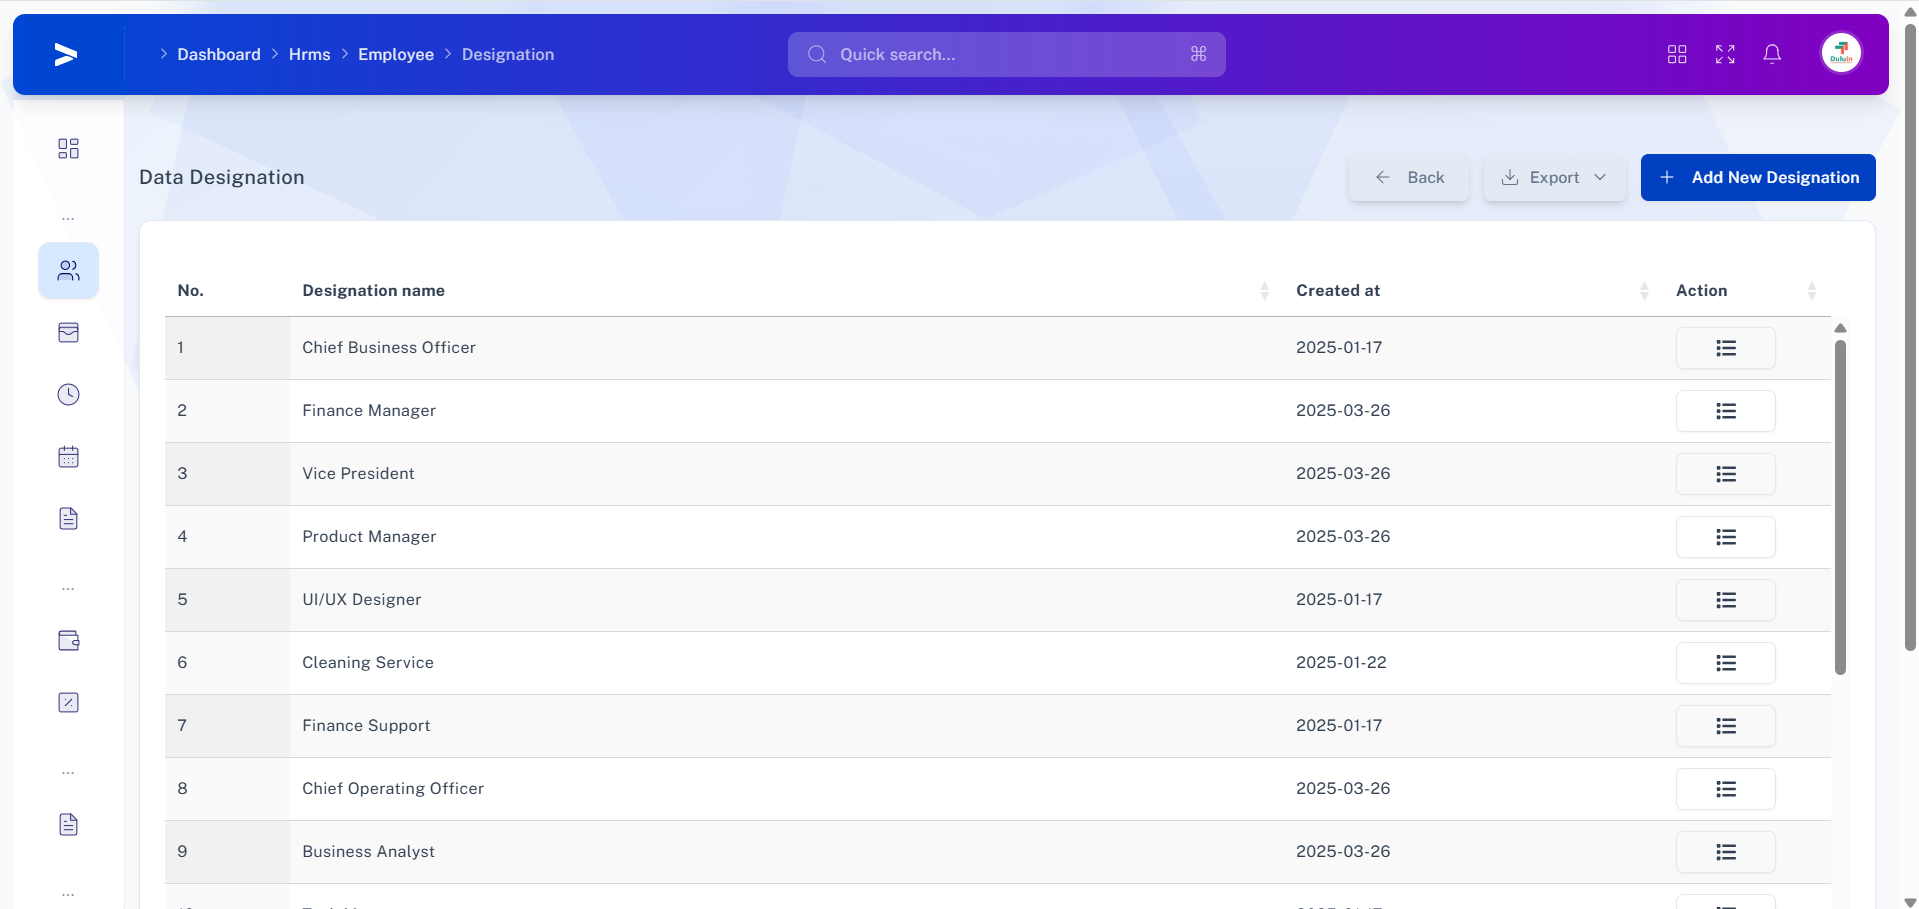 Dashboard Hrms Employee Designation
Quick search... ⌘
Duluin
Data Designation
Back
Export
Add New Designation
No. Designation name Created at Action
1 Chief Business Officer 2025-01-17
2 Finance Manager 2025-03-26
3 Vice President 2025-03-26
4 Product Manager 2025-03-26
5 UI/UX Designer 2025-01-17
6 Cleaning Service 2025-01-22
7 Finance Support 2025-01-17
8 Chief Operating Officer 2025-03-26
9 Business Analyst 2025-03-26
...
...
...
...